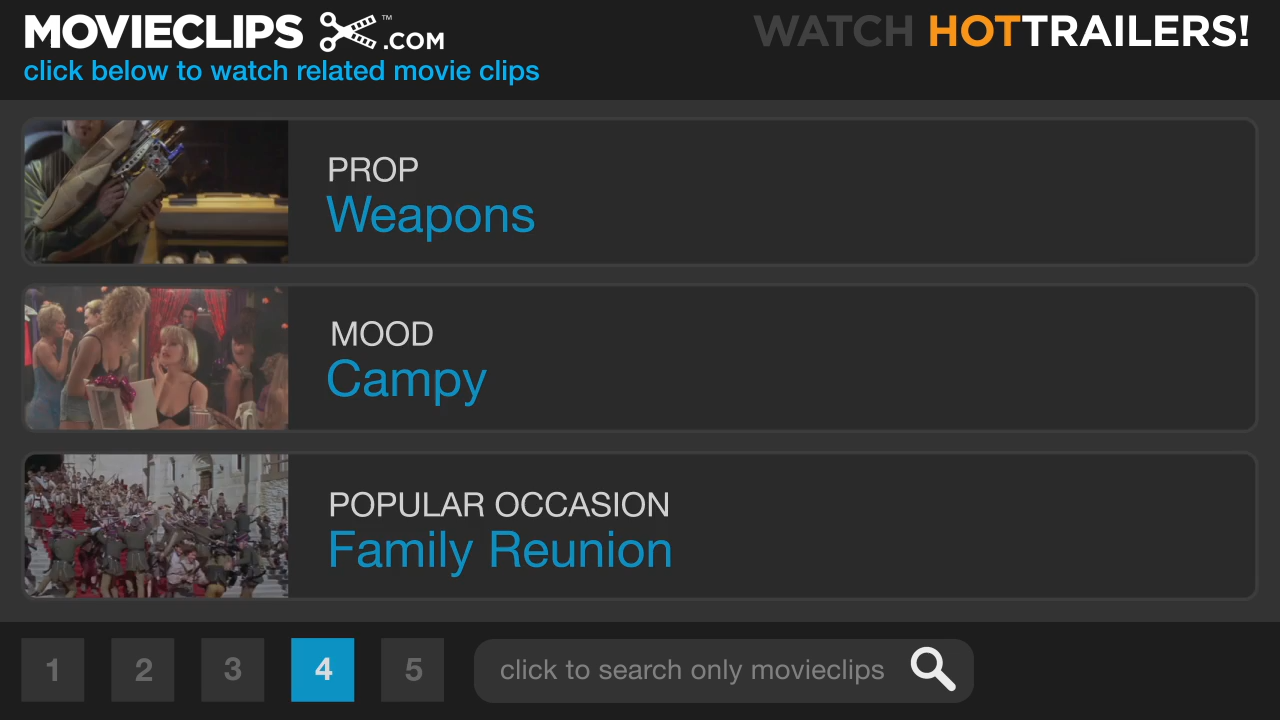 MOVIECLIPS ™ .COM
WATCH HOTTRAILERS!
click below to watch related movie clips
PROP
Weapons
MOOD
Campy
POPULAR OCCASION
Family Reunion
1 2 3 4 5 click to search only movieclips